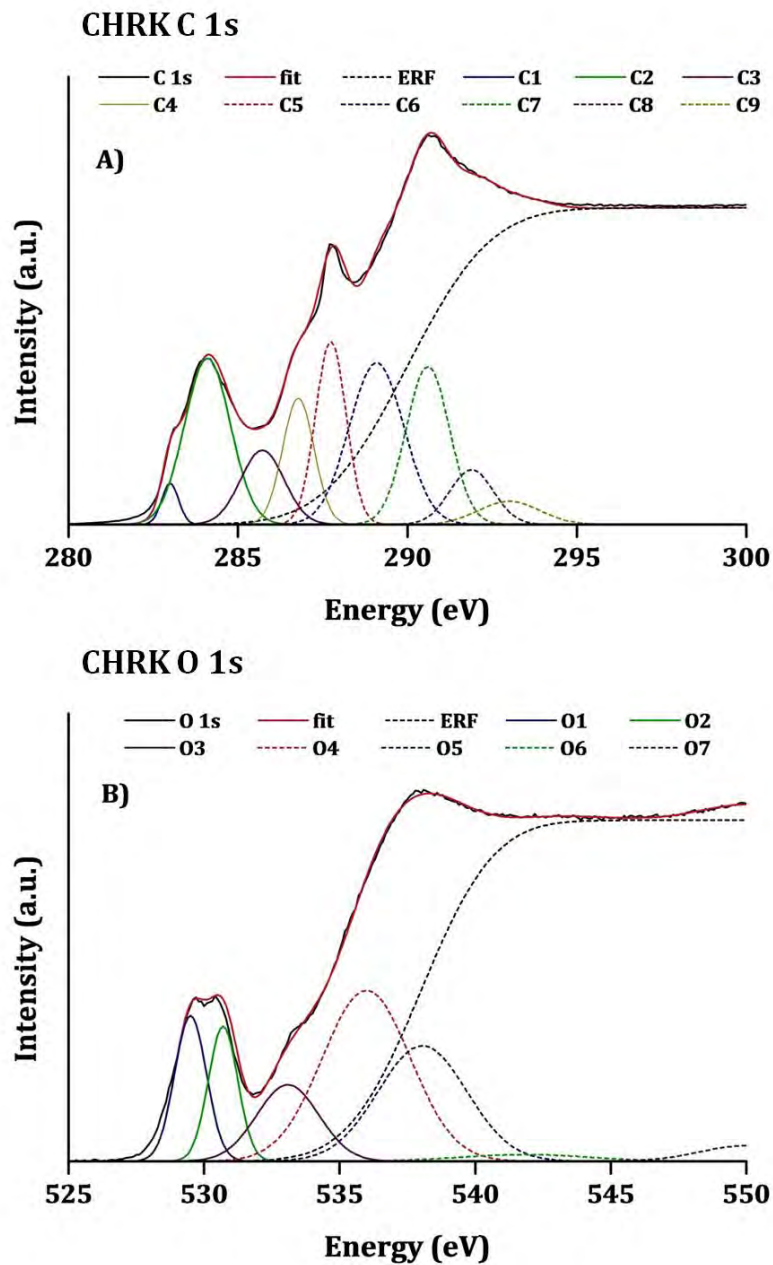 CHRK C 1s
C 1s fit ERF C1 C2 C3
C4 C5 C6 C7 C8 C9
A)
Intensity (a.u.)
280 285 290 295 300
Energy (eV)
CHRK O 1s
O 1s fit ERF O1 O2
O3 O4 O5 O6 O7
B)
Intensity (a.u.)
525 530 535 540 545 550
Energy (eV)